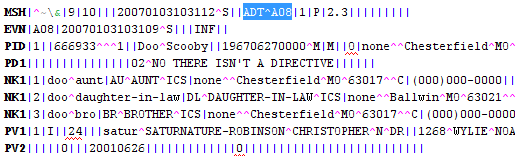 MSH|^~\&|9|10|||20070103103112^S||ADT^A08|1|P|2.3|||||||||
EVN|A08|20070103103109^S|||INF||
PID|1||666933^^^1||Doo^Scooby||196706270000^M|M||0|none^^Chesterfield^MO^
PD1||||||||||||||02^NO THERE ISN'T A DIRECTIVE||||||
NK1|1|doo^aunt|AU^AUNT^ICS|none^^Chesterfield^MO^63017^^C|(000)000-0000||
NK1|2|doo^daughter-in-law|DL^DAUGHTER-IN-LAW^ICS|none^^Ballwin^MO^63021^^
NK1|3|doo^bro|BR^BROTHER^ICS|none^^Chesterfield^MO^63017^^C|(000)000-0000||
PV1|1|I||24|||satur^SATURNATURE-ROBINSON^CHRISTOPHER^N^DR||1268^WYLIE^NOA
PV2||||0||20010626||||||||||||||0||||||||||||||||||